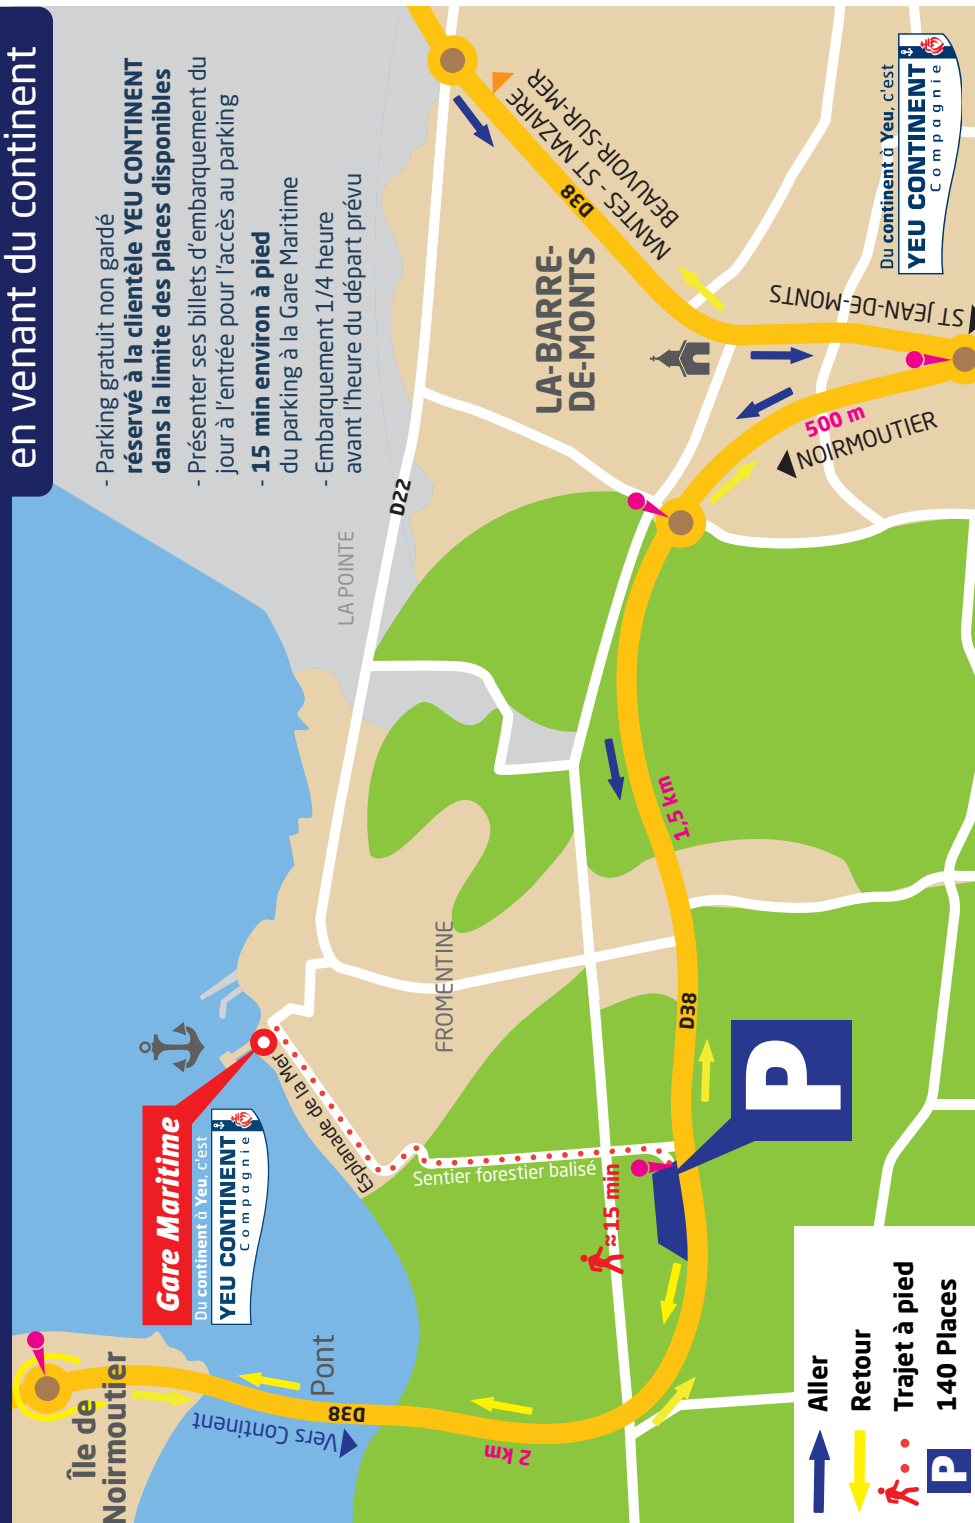 en venant du continent
- Parking gratuit non gardé
réservé à la clientèle YEU CONTINENT
dans la limite des places disponibles
- Présenter ses billets d'embarquement du
jour à l'entrée pour l'accès au parking
- 15 min environ à pied
du parking à la Gare Maritime
- Embarquement 1/4 heure
avant l'heure du départ prévu
Île de
Noirmoutier
Gare Maritime
Du continent à Yeu, c'est
YEU CONTINENT
Compagnie
Vers Continent
Pont
D38
2 km
Esplanade de la Mer
Sentier forestier balisé
≈15 min
FROMENTINE
LA POINTE
D22
P
D38
1,5 km
LA-BARRE-
DE-MONTS
D38
NANTES - ST NAZAIRE
BEAUVOIR-SUR-MER
ST JEAN-DE-MONTS
500 m
NOIRMOUTIER
Du continent à Yeu, c'est
YEU CONTINENT
Compagnie
Aller
Retour
Trajet à pied
P
140 Places